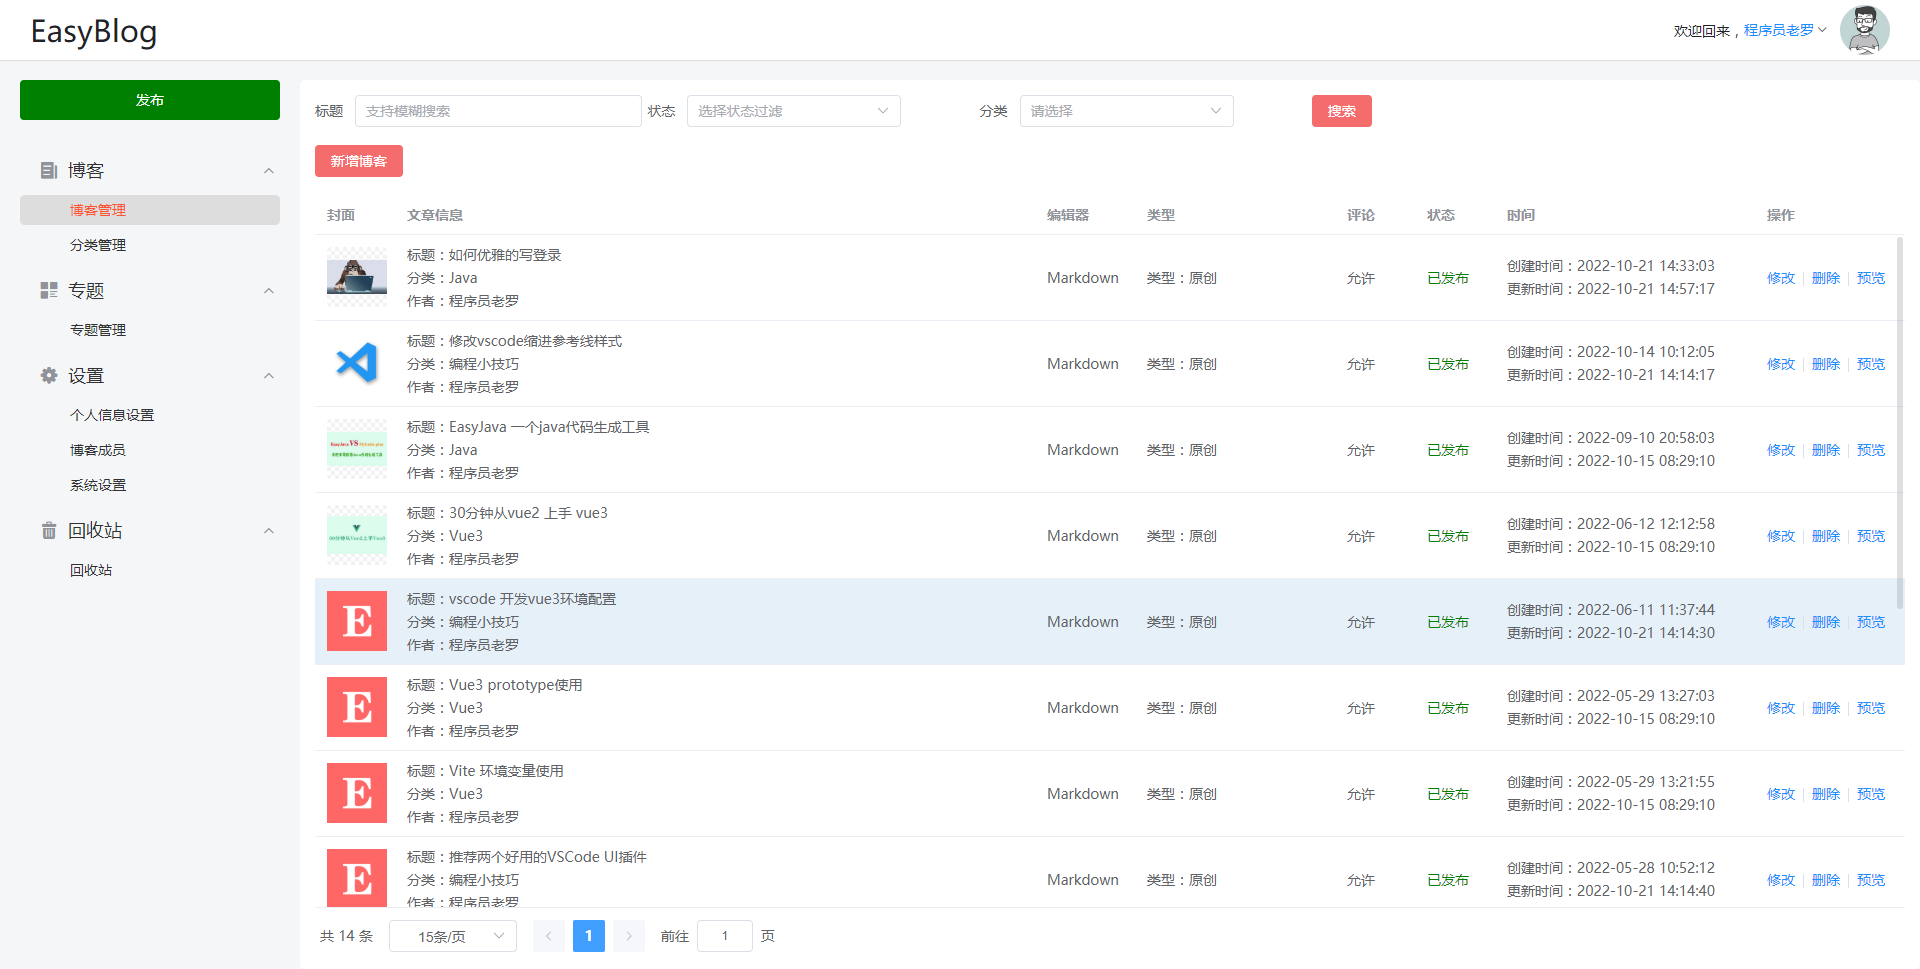 EasyBlog
欢迎回来，程序员老罗
发布
博客
博客管理
分类管理
专题
专题管理
设置
个人信息设置
博客成员
系统设置
回收站
回收站
标题 支持模糊搜索 状态 选择状态过滤 分类 请选择 搜索
新增博客
封面 文章信息 编辑器 类型 评论 状态 时间 操作
标题：如何优雅的写登录
分类：Java
作者：程序员老罗
Markdown 类型：原创 允许 已发布
创建时间：2022-10-21 14:33:03
更新时间：2022-10-21 14:57:17
修改 删除 预览
标题：修改vscode缩进参考线样式
分类：编程小技巧
作者：程序员老罗
Markdown 类型：原创 允许 已发布
创建时间：2022-10-14 10:12:05
更新时间：2022-10-21 14:14:17
修改 删除 预览
EasyJava VS
标题：EasyJava 一个java代码生成工具
分类：Java
作者：程序员老罗
Markdown 类型：原创 允许 已发布
创建时间：2022-09-10 20:58:03
更新时间：2022-10-15 08:29:10
修改 删除 预览
30分钟从Vue2上手Vue3
标题：30分钟从vue2 上手 vue3
分类：Vue3
作者：程序员老罗
Markdown 类型：原创 允许 已发布
创建时间：2022-06-12 12:12:58
更新时间：2022-10-15 08:29:10
修改 删除 预览
E
标题：vscode 开发vue3环境配置
分类：编程小技巧
作者：程序员老罗
Markdown 类型：原创 允许 已发布
创建时间：2022-06-11 11:37:44
更新时间：2022-10-21 14:14:30
修改 删除 预览
E
标题：Vue3 prototype使用
分类：Vue3
作者：程序员老罗
Markdown 类型：原创 允许 已发布
创建时间：2022-05-29 13:27:03
更新时间：2022-10-15 08:29:10
修改 删除 预览
E
标题：Vite 环境变量使用
分类：Vue3
作者：程序员老罗
Markdown 类型：原创 允许 已发布
创建时间：2022-05-29 13:21:55
更新时间：2022-10-15 08:29:10
修改 删除 预览
E
标题：推荐两个好用的VSCode UI插件
分类：编程小技巧
作者：程序员老罗
Markdown 类型：原创 允许 已发布
创建时间：2022-05-28 10:52:12
更新时间：2022-10-21 14:14:40
修改 删除 预览
共 14 条 15条/页 1 前往 1 页